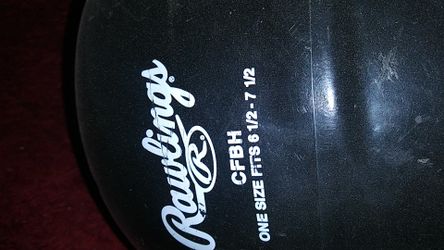 Rawlings®
R
CFBH
ONE SIZE FITS 6 1/2 - 7 1/2